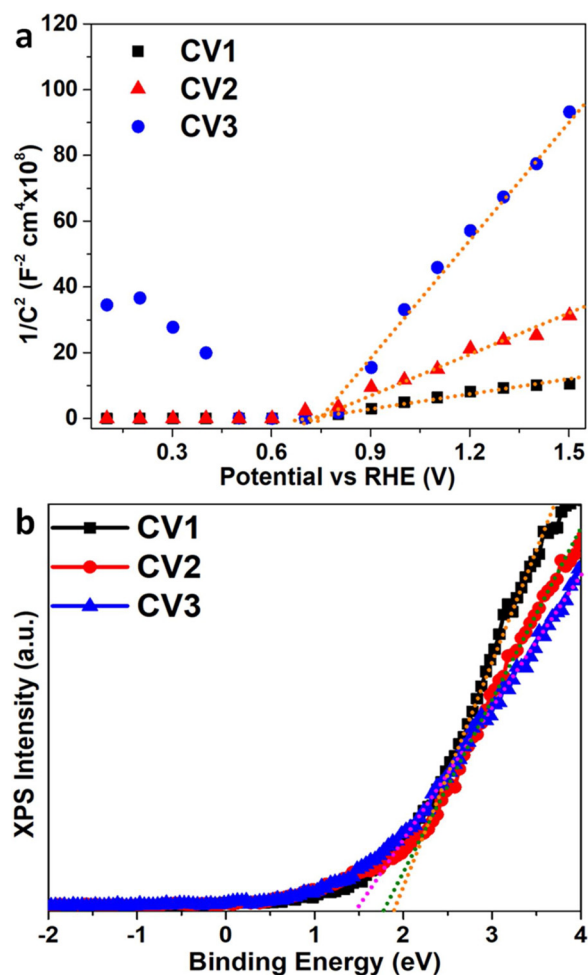 a
120
100
80
60
40
20
0
1/C² (F⁻² cm⁴x10⁸)
CV1
CV2
CV3
0.3 0.6 0.9 1.2 1.5
Potential vs RHE (V)
b
CV1
CV2
CV3
XPS Intensity (a.u.)
-2 -1 0 1 2 3 4
Binding Energy (eV)